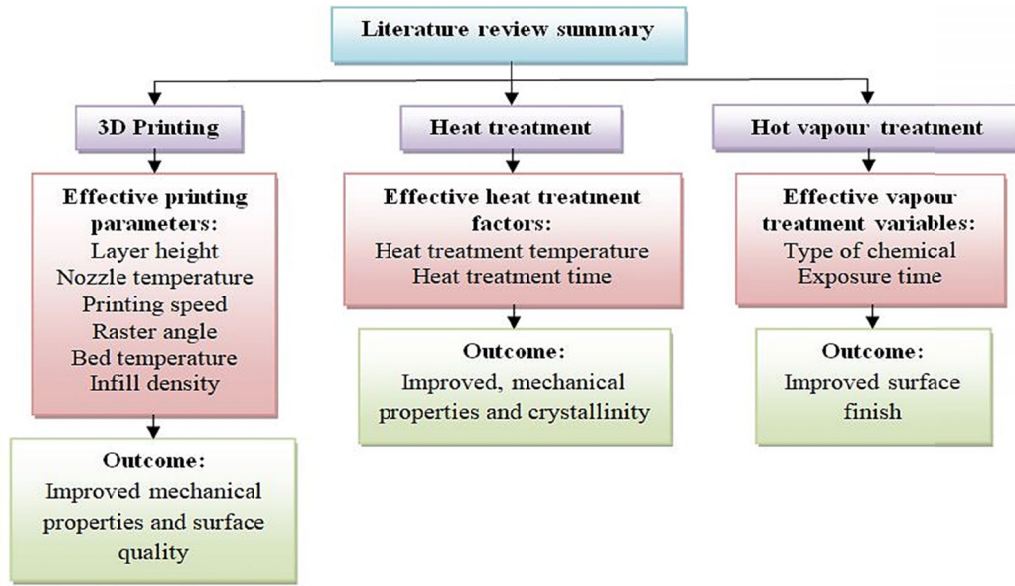 Literature review summary
3D Printing
Effective printing
parameters:
Layer height
Nozzle temperature
Printing speed
Raster angle
Bed temperature
Infill density
Outcome:
Improved mechanical
properties and surface
quality
Heat treatment
Effective heat treatment
factors:
Heat treatment temperature
Heat treatment time
Outcome:
Improved, mechanical
properties and crystallinity
Hot vapour treatment
Effective vapour
treatment variables:
Type of chemical
Exposure time
Outcome:
Improved surface
finish